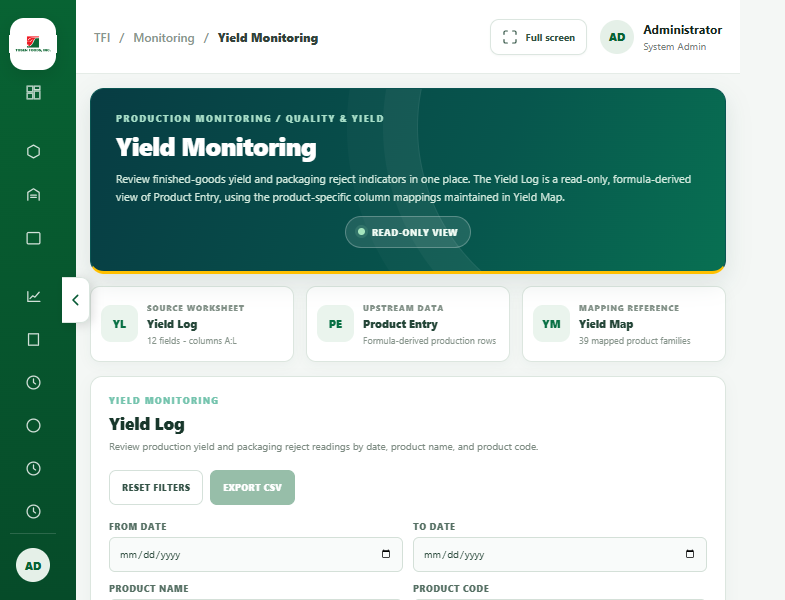 TFI / Monitoring / Yield Monitoring
Full screen
AD
Administrator
System Admin
PRODUCTION MONITORING / QUALITY & YIELD
Yield Monitoring
Review finished-goods yield and packaging reject indicators in one place. The Yield Log is a read-only, formula-derived
view of Product Entry, using the product-specific column mappings maintained in Yield Map.
READ-ONLY VIEW
YL
SOURCE WORKSHEET
Yield Log
12 fields - columns A:L
PE
UPSTREAM DATA
Product Entry
Formula-derived production rows
YM
MAPPING REFERENCE
Yield Map
39 mapped product families
YIELD MONITORING
Yield Log
Review production yield and packaging reject readings by date, product name, and product code.
RESET FILTERS
EXPORT CSV
FROM DATE
TO DATE
mm/dd/yyyy
mm/dd/yyyy
PRODUCT NAME
PRODUCT CODE
AD